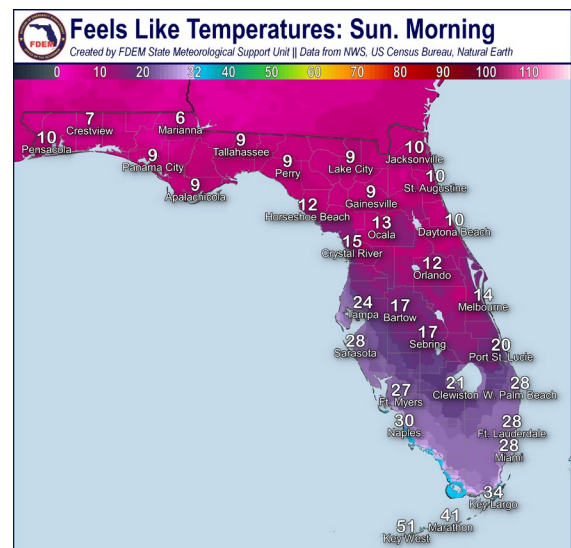 FDEM
Feels Like Temperatures: Sun. Morning
Created by FDEM State Meteorological Support Unit || Data from NWS, US Census Bureau, Natural Earth
0 10 20 32 40 50 60 70 80 90 100 110
7
Crestview
6
Marianna
10
Pensacola
9
Panama City
9
Apalachicola
9
Tallahassee
9
Perry
9
Lake City
10
Jacksonville
10
St. Augustine
9
Gainesville
12
Horseshoe Beach
13
Ocala
10
Daytona Beach
15
Crystal River
12
Orlando
14
Melbourne
24
Tampa
17
Bartow
17
Sebring
28
Sarasota
20
Port St. Lucie
27
Ft. Myers
21
Clewiston
28
W. Palm Beach
30
Naples
28
Ft. Lauderdale
28
Miami
34
Key Largo
41
Marathon
51
Key West